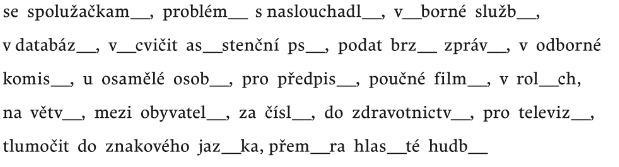 se spolužačkam__, problém__ s naslouchadl__, v__borné služb__,
v databáz__, v__cvičit as__stenční ps__, podat brz__ zpráv__, v odborné
komis__, u osamělé osob__, pro předpis__, poučné film__, v rol__ch,
na větv__, mezi obyvatel__, za čísl__, do zdravotnictv__, pro televiz__,
tlumočit do znakového jaz__ka, přem__ra hlas__té hudb__